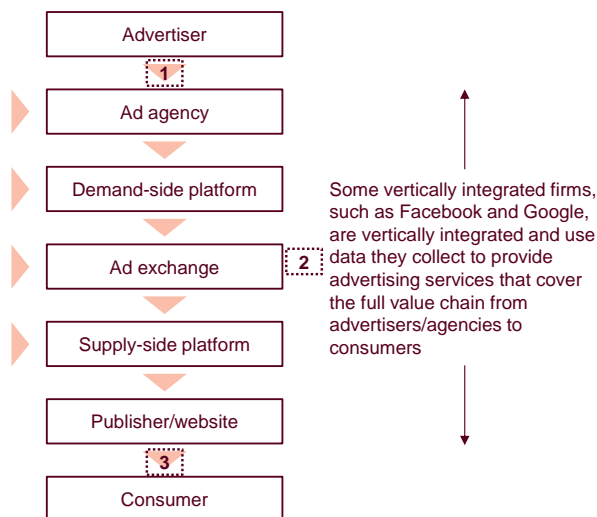 Advertiser
1
Ad agency
Demand-side platform
Ad exchange
2
Supply-side platform
Publisher/website
3
Consumer
Some vertically integrated firms,
such as Facebook and Google,
are vertically integrated and use
data they collect to provide
advertising services that cover
the full value chain from
advertisers/agencies to
consumers